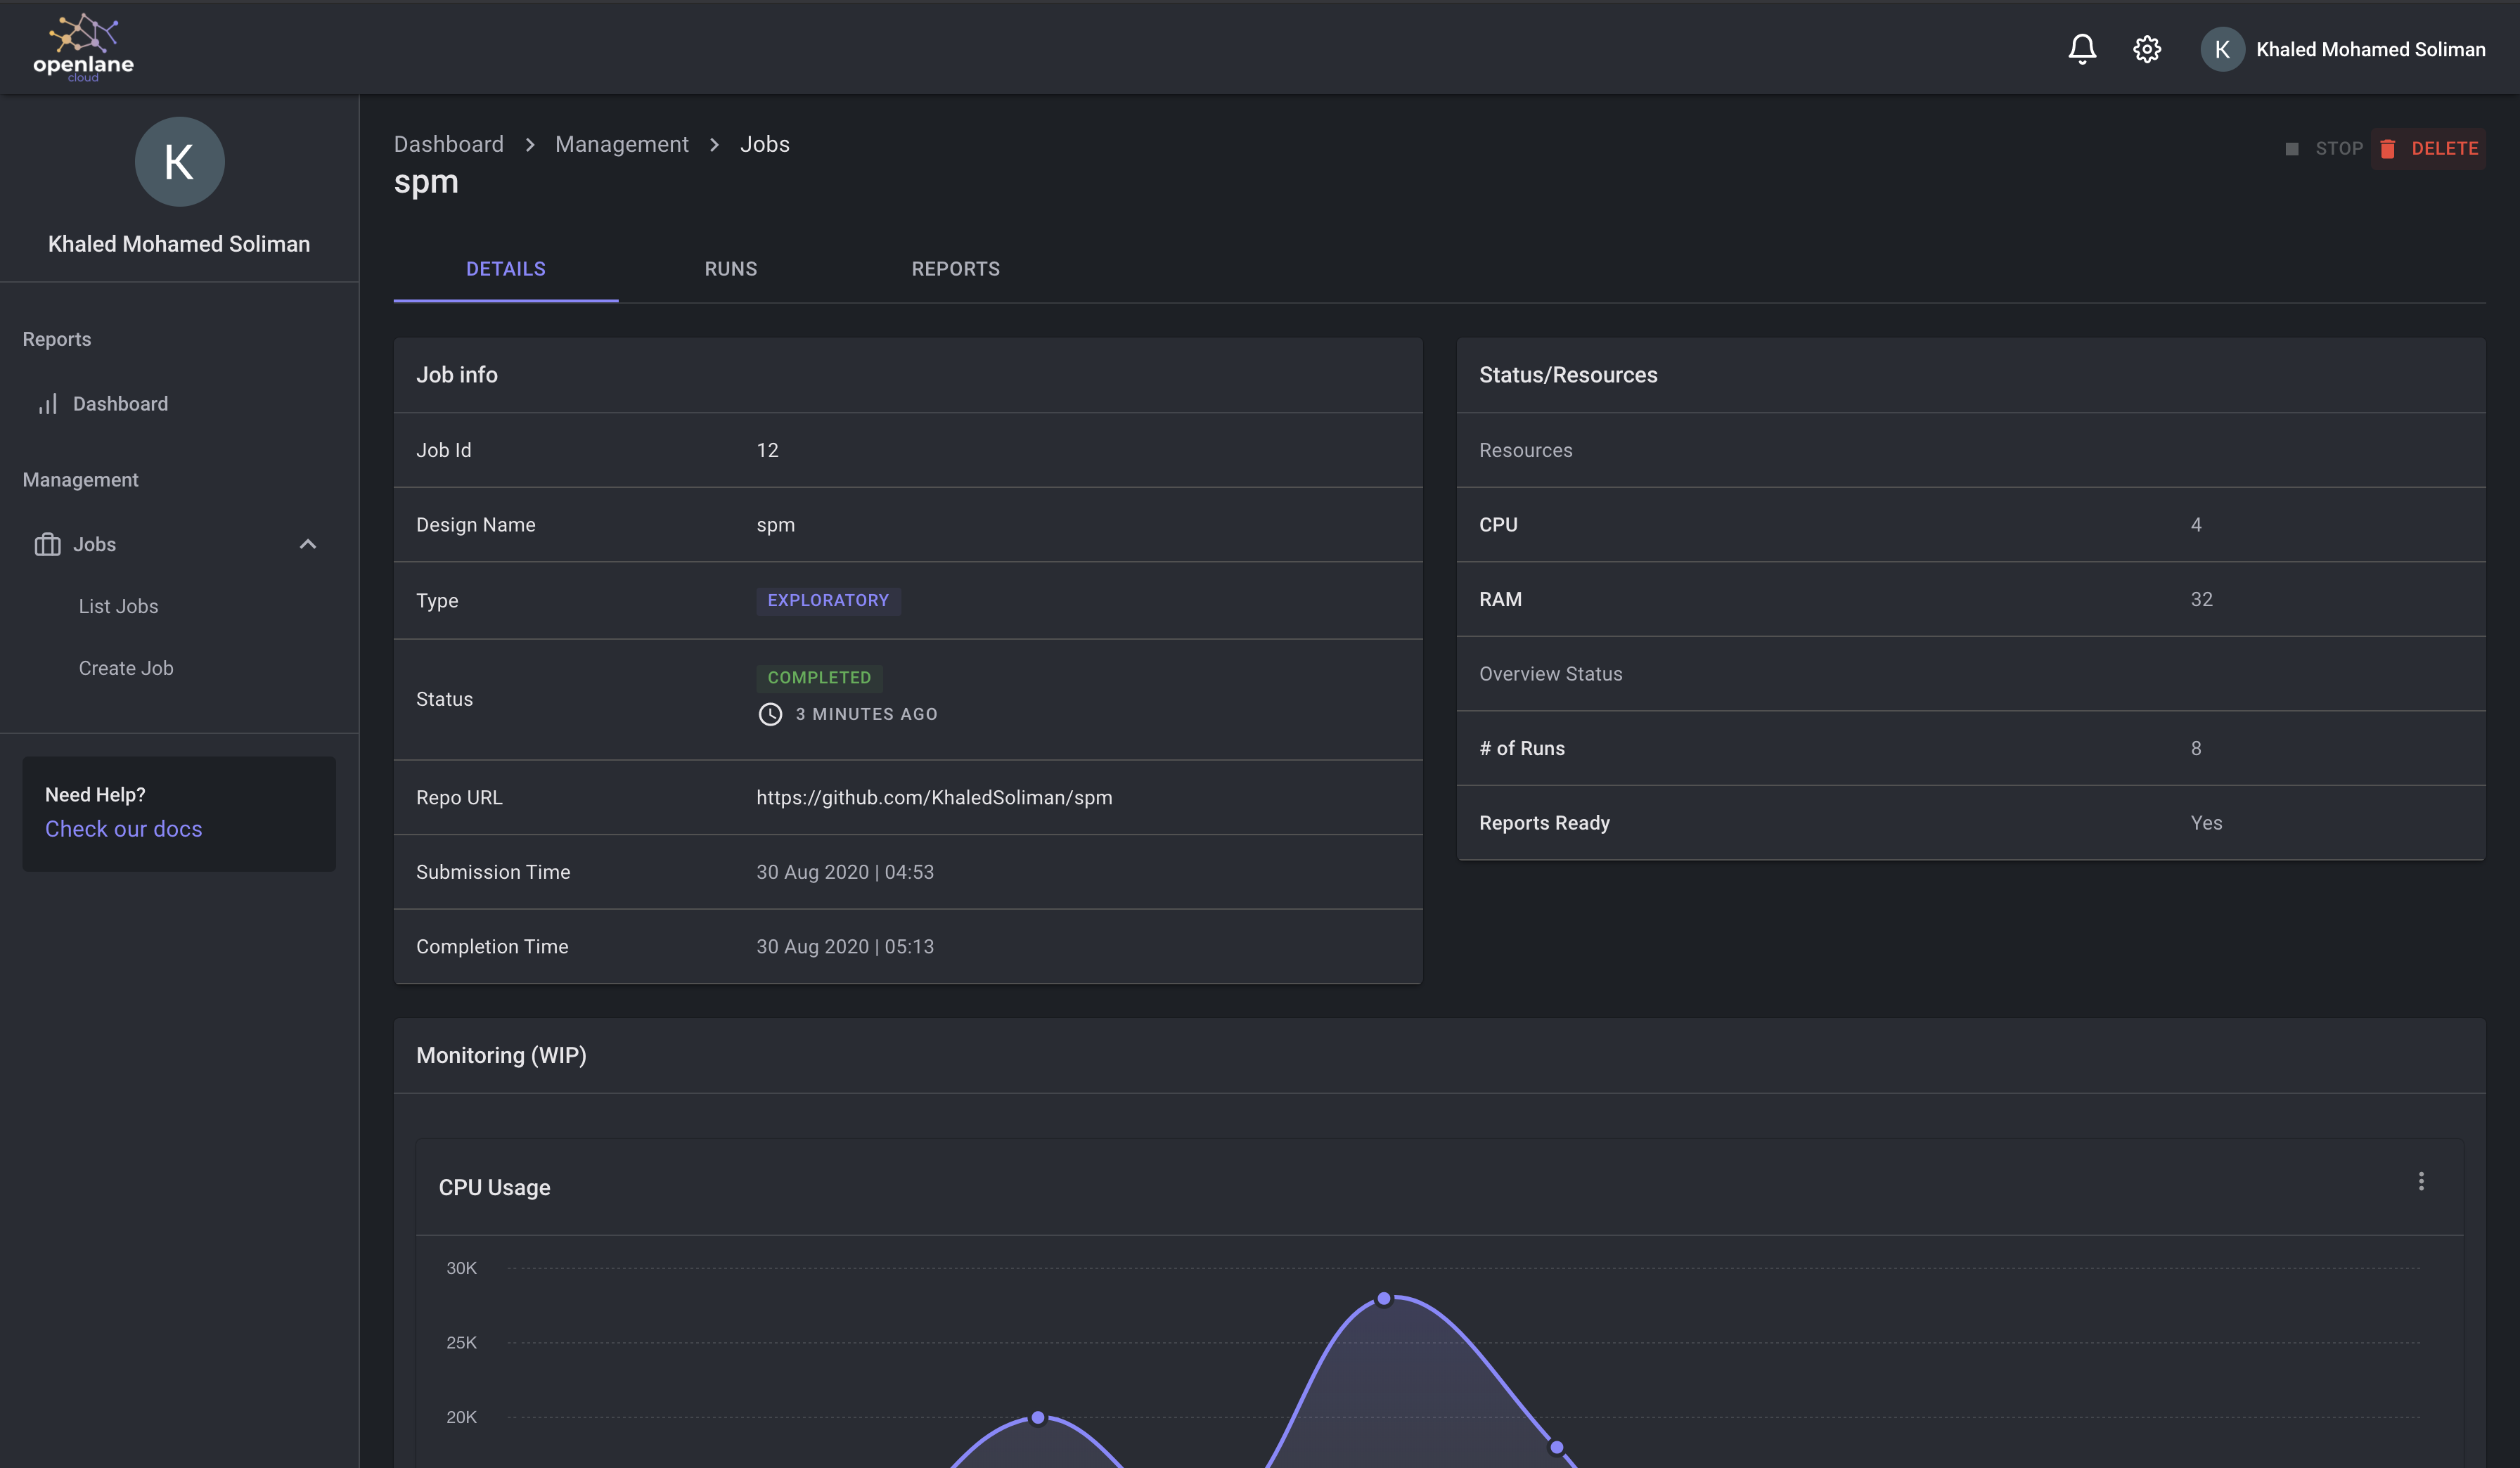 openlane
cloud
K
Khaled Mohamed Soliman
K
Khaled Mohamed Soliman
Reports
Dashboard
Management
Jobs
List Jobs
Create Job
Need Help?
Check our docs
Dashboard > Management > Jobs
spm
STOP
DELETE
DETAILS
RUNS
REPORTS
Job info
Job Id 12
Design Name spm
Type EXPLORATORY
Status COMPLETED
3 MINUTES AGO
Repo URL https://github.com/KhaledSoliman/spm
Submission Time 30 Aug 2020 | 04:53
Completion Time 30 Aug 2020 | 05:13
Status/Resources
Resources
CPU 4
RAM 32
Overview Status
# of Runs 8
Reports Ready Yes
Monitoring (WIP)
CPU Usage
30K
25K
20K